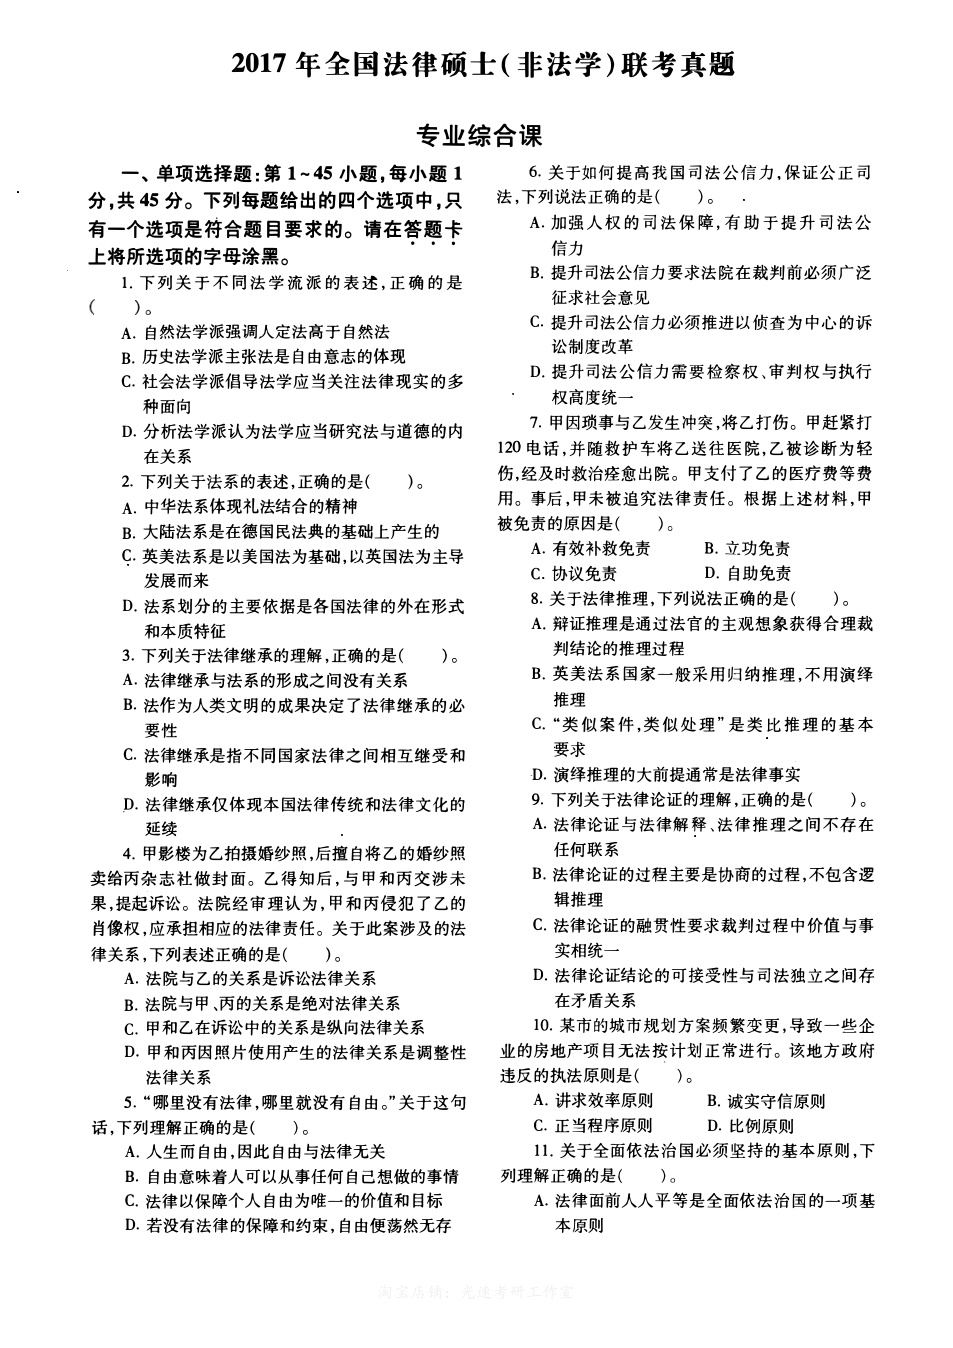 2017 年全国法律硕士(非法学)联考真题
专业综合课
一、单项选择题:第 1~45 小题,每小题 1
分,共 45 分。下列每题给出的四个选项中,只
有一个选项是符合题目要求的。请在答题卡
上将所选项的字母涂黑。
1. 下列关于不同法学流派的表述,正确的是
(　　)。
A. 自然法学派强调人定法高于自然法
B. 历史法学派主张法是自由意志的体现
C. 社会法学派倡导法学应当关注法律现实的多
种面向
D. 分析法学派认为法学应当研究法与道德的内
在关系
2. 下列关于法系的表述,正确的是(　　)。
A. 中华法系体现礼法结合的精神
B. 大陆法系是在德国民法典的基础上产生的
C. 英美法系是以美国法为基础,以英国法为主导
发展而来
D. 法系划分的主要依据是各国法律的外在形式
和本质特征
3. 下列关于法律继承的理解,正确的是(　　)。
A. 法律继承与法系的形成之间没有关系
B. 法作为人类文明的成果决定了法律继承的必
要性
C. 法律继承是指不同国家法律之间相互继受和
影响
D. 法律继承仅体现本国法律传统和法律文化的
延续
4. 甲影楼为乙拍摄婚纱照,后擅自将乙的婚纱照
卖给丙杂志社做封面。乙得知后,与甲和丙交涉未
果,提起诉讼。法院经审理认为,甲和丙侵犯了乙的
肖像权,应承担相应的法律责任。关于此案涉及的法
律关系,下列表述正确的是(　　)。
A. 法院与乙的关系是诉讼法律关系
B. 法院与甲、丙的关系是绝对法律关系
C. 甲和乙在诉讼中的关系是纵向法律关系
D. 甲和丙因照片使用产生的法律关系是调整性
法律关系
5. “哪里没有法律,哪里就没有自由。”关于这句
话,下列理解正确的是(　　)。
A. 人生而自由,因此自由与法律无关
B. 自由意味着人可以从事任何自己想做的事情
C. 法律以保障个人自由为唯一的价值和目标
D. 若没有法律的保障和约束,自由便荡然无存
6. 关于如何提高我国司法公信力,保证公正司
法,下列说法正确的是(　　)。
A. 加强人权的司法保障,有助于提升司法公
信力
B. 提升司法公信力要求法院在裁判前必须广泛
征求社会意见
C. 提升司法公信力必须推进以侦查为中心的诉
讼制度改革
D. 提升司法公信力需要检察权、审判权与执行
权高度统一
7. 甲因琐事与乙发生冲突,将乙打伤。甲赶紧打
120 电话,并随救护车将乙送往医院,乙被诊断为轻
伤,经及时救治痊愈出院。甲支付了乙的医疗费等费
用。事后,甲未被追究法律责任。根据上述材料,甲
被免责的原因是(　　)。
A. 有效补救免责　　B. 立功免责
C. 协议免责　　D. 自助免责
8. 关于法律推理,下列说法正确的是(　　)。
A. 辩证推理是通过法官的主观想象获得合理裁
判结论的推理过程
B. 英美法系国家一般采用归纳推理,不用演绎
推理
C. “类似案件,类似处理”是类比推理的基本
要求
D. 演绎推理的大前提通常是法律事实
9. 下列关于法律论证的理解,正确的是(　　)。
A. 法律论证与法律解释、法律推理之间不存在
任何联系
B. 法律论证的过程主要是协商的过程,不包含逻
辑推理
C. 法律论证的融贯性要求裁判过程中价值与事
实相统一
D. 法律论证结论的可接受性与司法独立之间存
在矛盾关系
10. 某市的城市规划方案频繁变更,导致一些企
业的房地产项目无法按计划正常进行。该地方政府
违反的执法原则是(　　)。
A. 讲求效率原则　　B. 诚实守信原则
C. 正当程序原则　　D. 比例原则
11. 关于全面依法治国必须坚持的基本原则,下
列理解正确的是(　　)。
A. 法律面前人人平等是全面依法治国的一项基
本原则
淘宝店铺：光速考研工作室